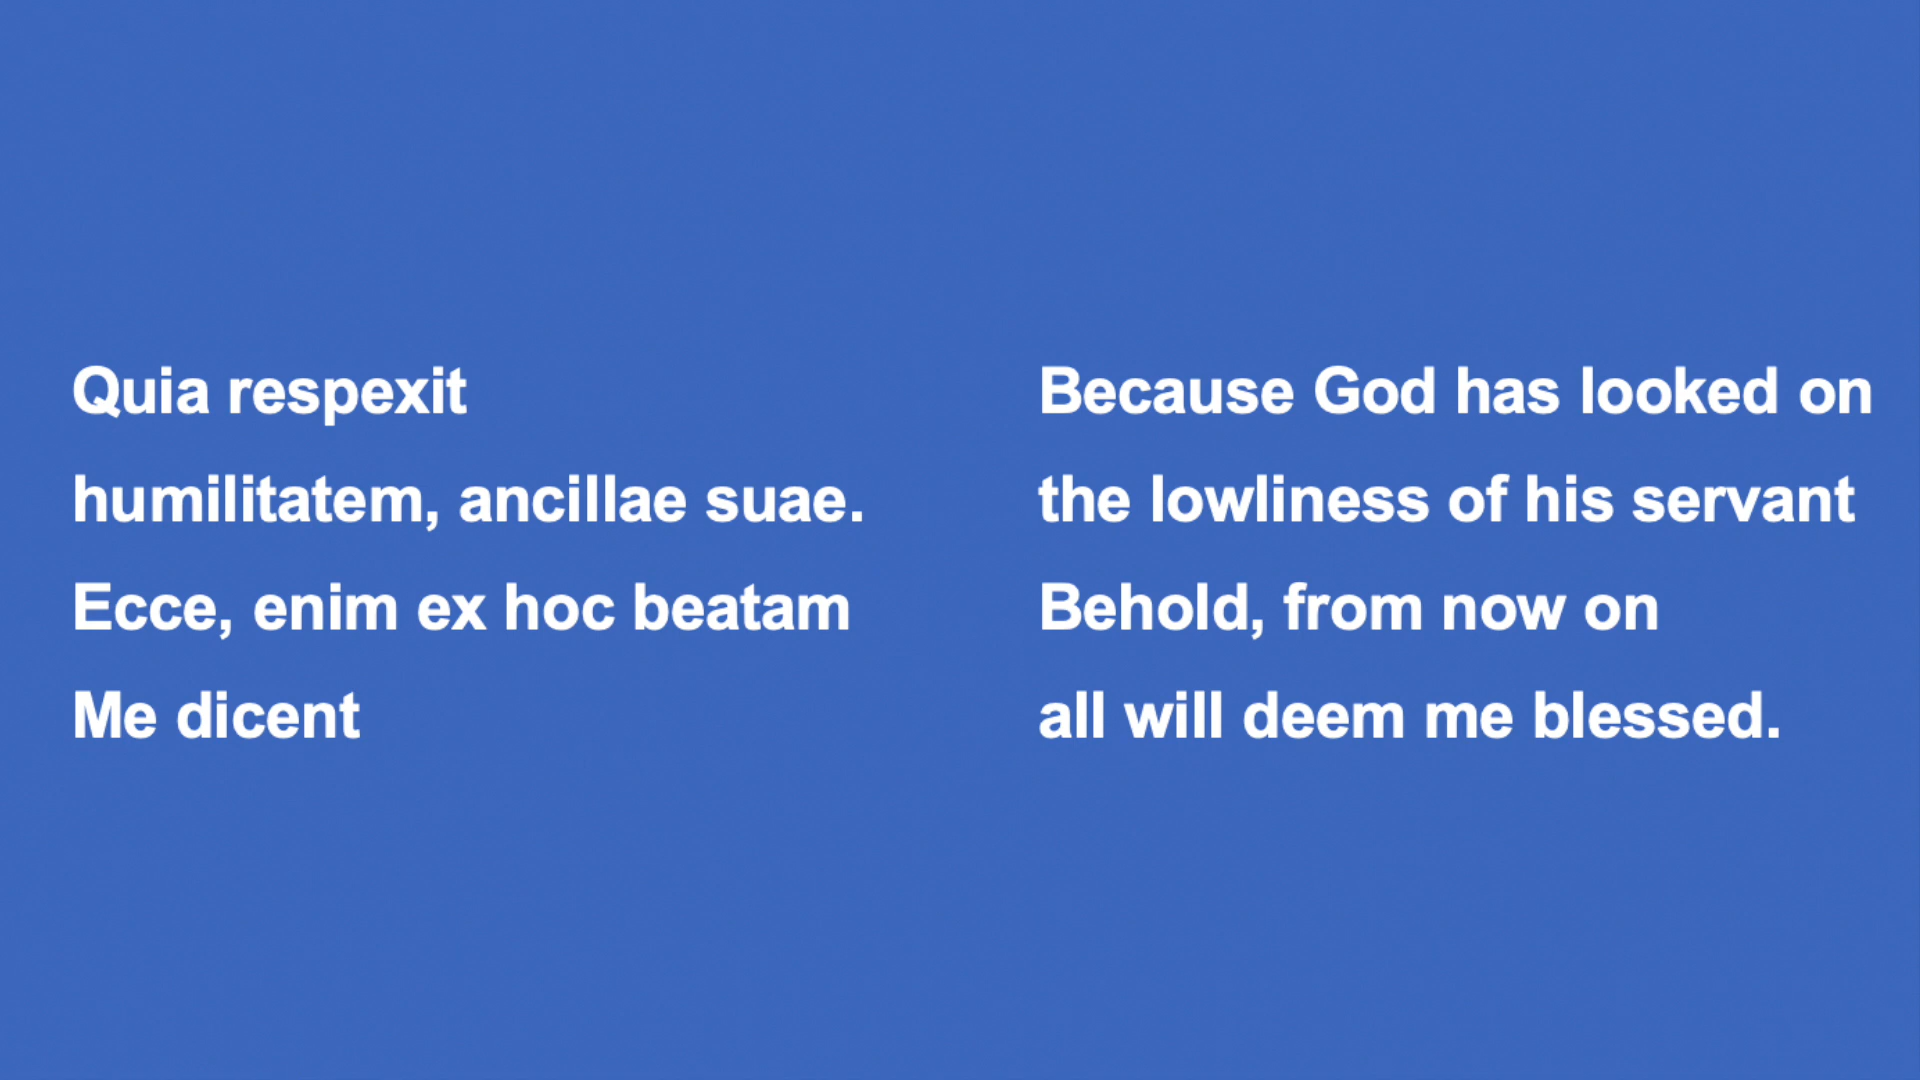 Quia respexit
humilitatem, ancillae suae.
Ecce, enim ex hoc beatam
Me dicent
Because God has looked on
the lowliness of his servant
Behold, from now on
all will deem me blessed.